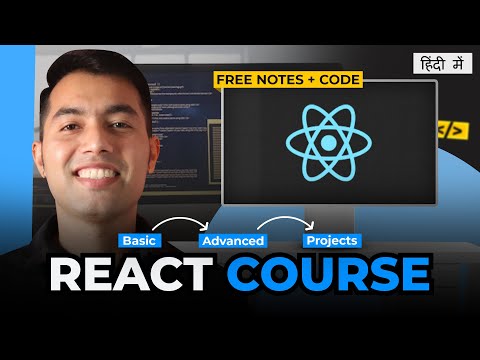 हिंदी में
FREE NOTES + CODE
</>
Basic Advanced Projects
REACT COURSE